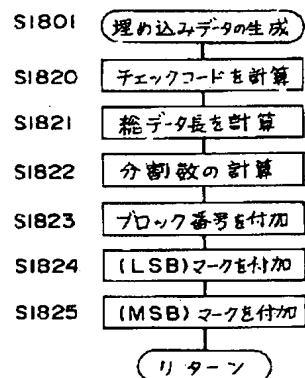 S1801 埋め込みデータの生成
S1820 チェックコードを計算
S1821 総データ長を計算
S1822 分割数の計算
S1823 ブロック番号を付加
S1824 (LSB)マークを付加
S1825 (MSB)マークを付加
リターン